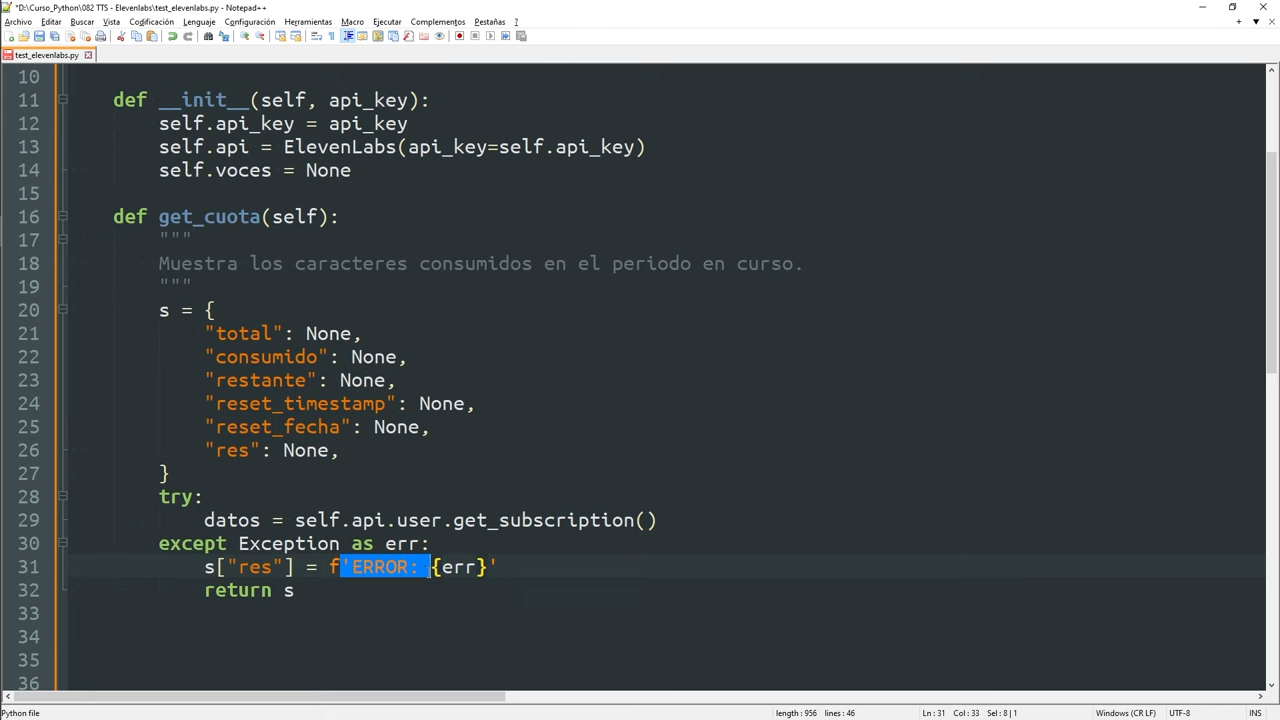 *D:\Curso_Python\082 TTS - Elevenlabs\test_elevenlabs.py - Notepad++
Archivo Editar Buscar Vista Codificación Lenguaje Configuración Herramientas Macro Ejecutar Complementos Pestañas ?
test_elevenlabs.py
10
11 def __init__(self, api_key):
12 self.api_key = api_key
13 self.api = ElevenLabs(api_key=self.api_key)
14 self.voces = None
15
16 def get_cuota(self):
17 """
18 Muestra los caracteres consumidos en el periodo en curso.
19 """
20 s = {
21 "total": None,
22 "consumido": None,
23 "restante": None,
24 "reset_timestamp": None,
25 "reset_fecha": None,
26 "res": None,
27 }
28 try:
29 datos = self.api.user.get_subscription()
30 except Exception as err:
31 s["res"] = f'ERROR: {err}'
32 return s
33
34
35
36
Python file length : 956 lines : 46 Ln : 31 Col : 33 Sel : 8 | 1 Windows (CR LF) UTF-8 INS